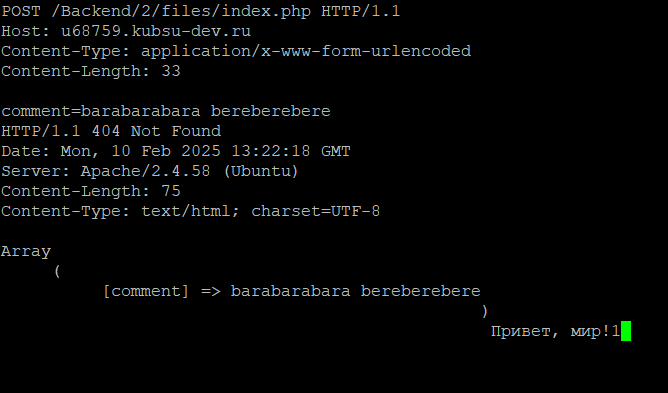 POST /Backend/2/files/index.php HTTP/1.1
Host: u68759.kubsu-dev.ru
Content-Type: application/x-www-form-urlencoded
Content-Length: 33

comment=barabarabara bereberebere
HTTP/1.1 404 Not Found
Date: Mon, 10 Feb 2025 13:22:18 GMT
Server: Apache/2.4.58 (Ubuntu)
Content-Length: 75
Content-Type: text/html; charset=UTF-8

Array
(
[comment] => barabarabara bereberebere
)
Привет, мир!1